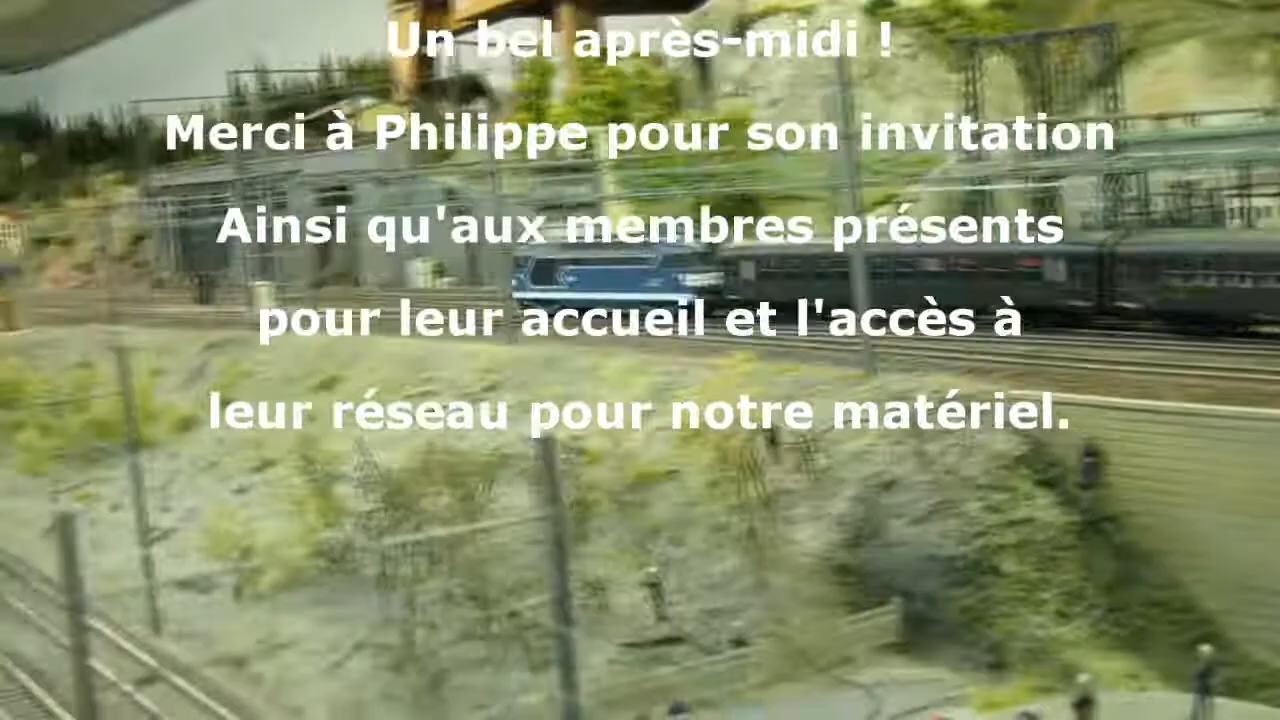 Un bel après-midi !
Merci à Philippe pour son invitation
Ainsi qu'aux membres présents
pour leur accueil et l'accès à
leur réseau pour notre matériel.